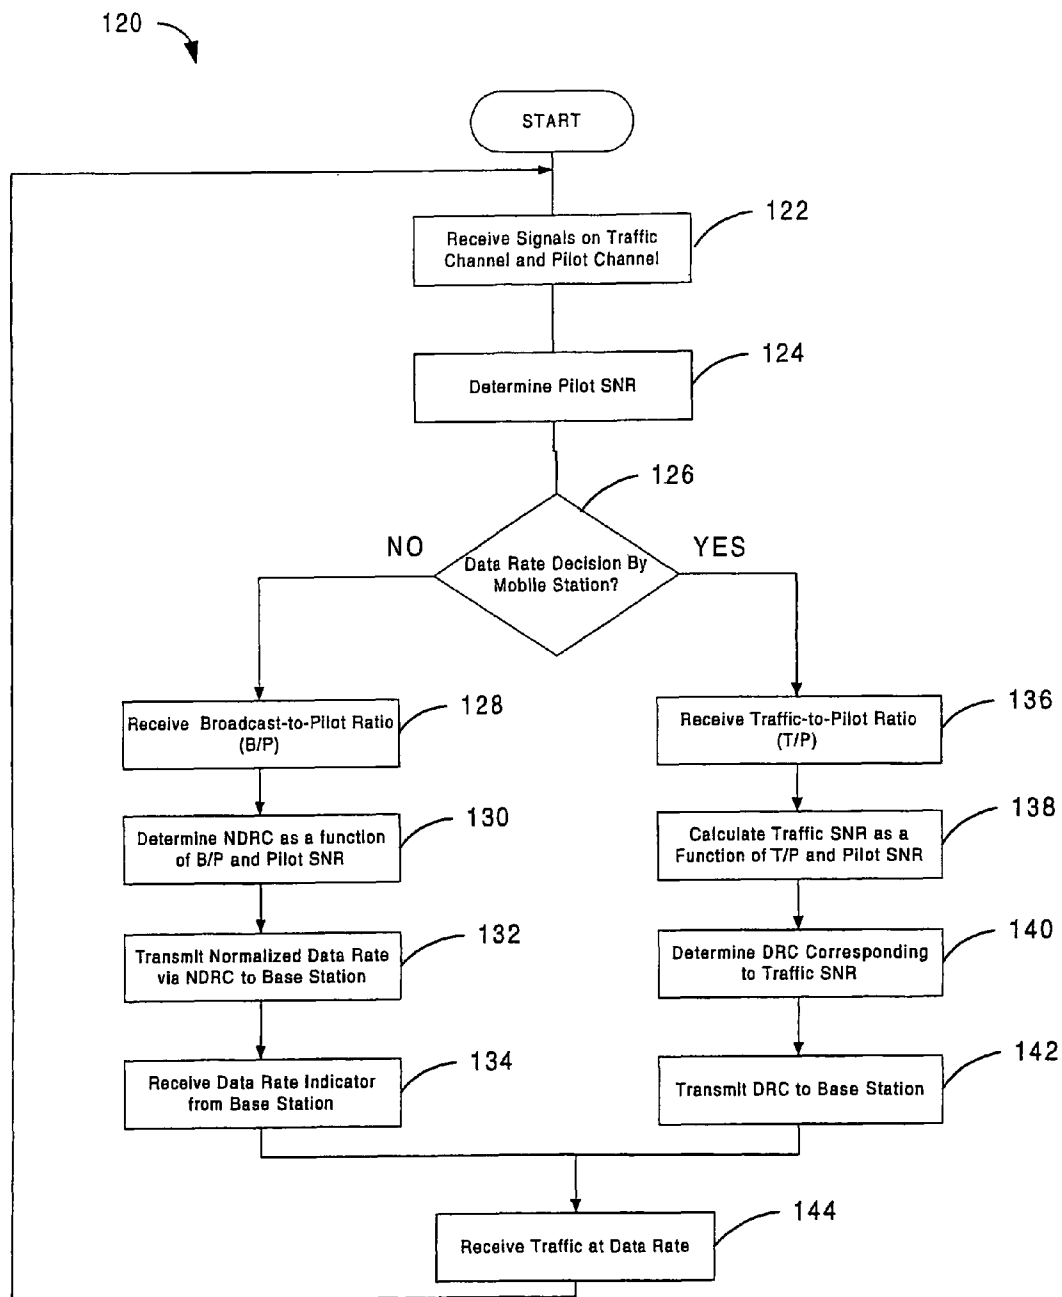 120
START
122
Receive Signals on Traffic
Channel and Pilot Channel
124
Determine Pilot SNR
126
NO
YES
Data Rate Decision By
Mobile Station?
128
Receive Broadcast-to-Pilot Ratio
(B/P)
136
Receive Traffic-to-Pilot Ratio
(T/P)
130
Determine NDRC as a function
of B/P and Pilot SNR
138
Calculate Traffic SNR as a
Function of T/P and Pilot SNR
132
Transmit Normalized Data Rate
via NDRC to Base Station
140
Determine DRC Corresponding
to Traffic SNR
134
Receive Data Rate Indicator
from Base Station
142
Transmit DRC to Base Station
144
Receive Traffic at Data Rate